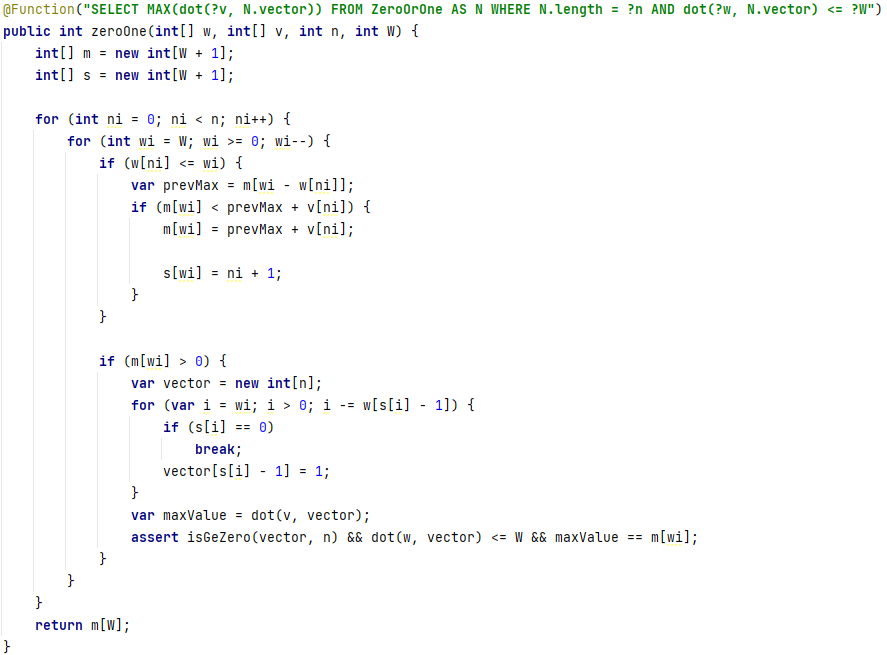 @Function("SELECT MAX(dot(?v, N.vector)) FROM ZeroOrOne AS N WHERE N.length = ?n AND dot(?w, N.vector) <= ?W")
public int zeroOne(int[] w, int[] v, int n, int W) {
    int[] m = new int[W + 1];
    int[] s = new int[W + 1];

    for (int ni = 0; ni < n; ni++) {
        for (int wi = W; wi >= 0; wi--) {
            if (w[ni] <= wi) {
                var prevMax = m[wi - w[ni]];
                if (m[wi] < prevMax + v[ni]) {
                    m[wi] = prevMax + v[ni];

                    s[wi] = ni + 1;
                }
            }

            if (m[wi] > 0) {
                var vector = new int[n];
                for (var i = wi; i > 0; i -= w[s[i] - 1]) {
                    if (s[i] == 0)
                        break;
                    vector[s[i] - 1] = 1;
                }
                var maxValue = dot(v, vector);
                assert isGeZero(vector, n) && dot(w, vector) <= W && maxValue == m[wi];
            }
        }
    }
    return m[W];
}